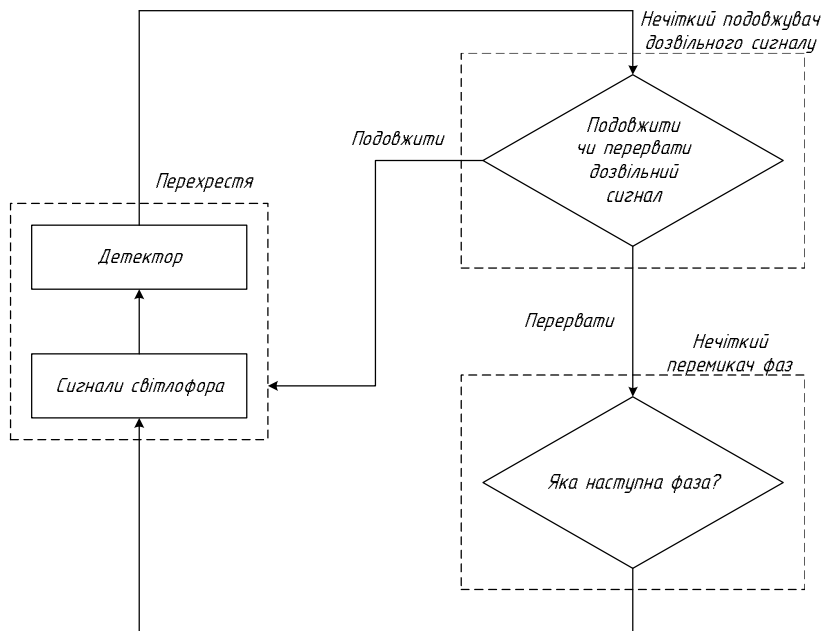 Нечіткий подовжувач
дозвільного сигналу
Подовжити
чи перервати
дозвільний
сигнал
Подовжити
Перехрестя
Детектор
Сигнали світлофора
Перервати
Нечіткий
перемикач фаз
Яка наступна фаза?